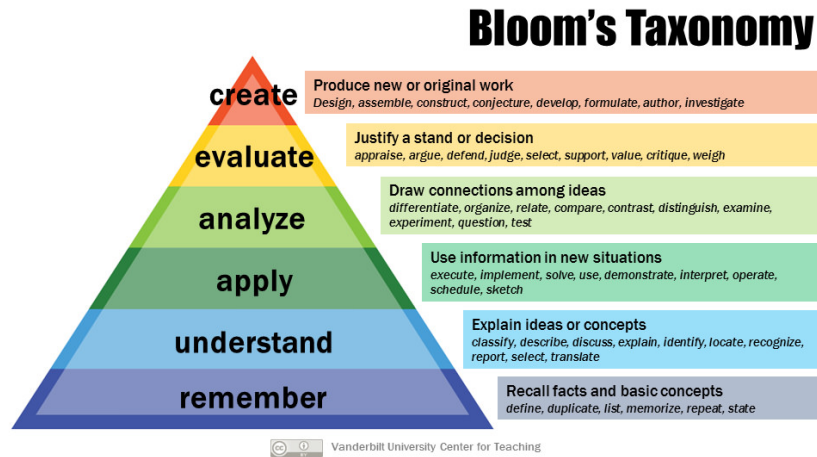 Bloom's Taxonomy
create
Produce new or original work
Design, assemble, construct, conjecture, develop, formulate, author, investigate
evaluate
Justify a stand or decision
appraise, argue, defend, judge, select, support, value, critique, weigh
analyze
Draw connections among ideas
differentiate, organize, relate, compare, contrast, distinguish, examine,
experiment, question, test
apply
Use information in new situations
execute, implement, solve, use, demonstrate, interpret, operate,
schedule, sketch
understand
Explain ideas or concepts
classify, describe, discuss, explain, identify, locate, recognize,
report, select, translate
remember
Recall facts and basic concepts
define, duplicate, list, memorize, repeat, state
cc
BY
Vanderbilt University Center for Teaching